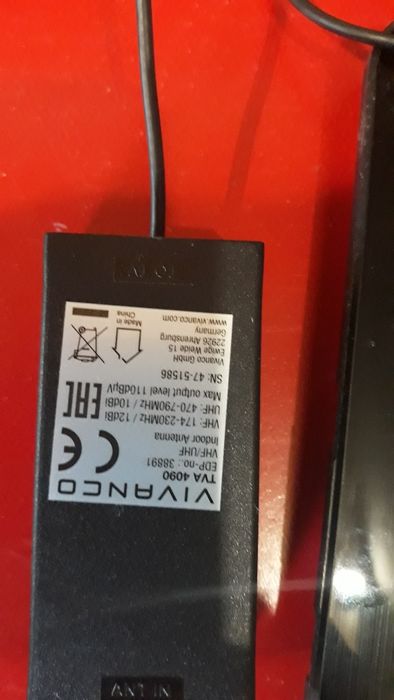 VIVANCO
TVA 4090
EDP-no.: 38891
VHF/UHF
Indoor Antenna
VHF: 174-230MHz / 12dBi
UHF: 470-790MHz / 10dBi
Max output level 110dBµV
SN: 47-51586
Vivanco GmbH
Ewige Weide 15
22926 Ahrensburg
Germany
www.vivanco.com
CE
EAC
Made in
China
ANT IN